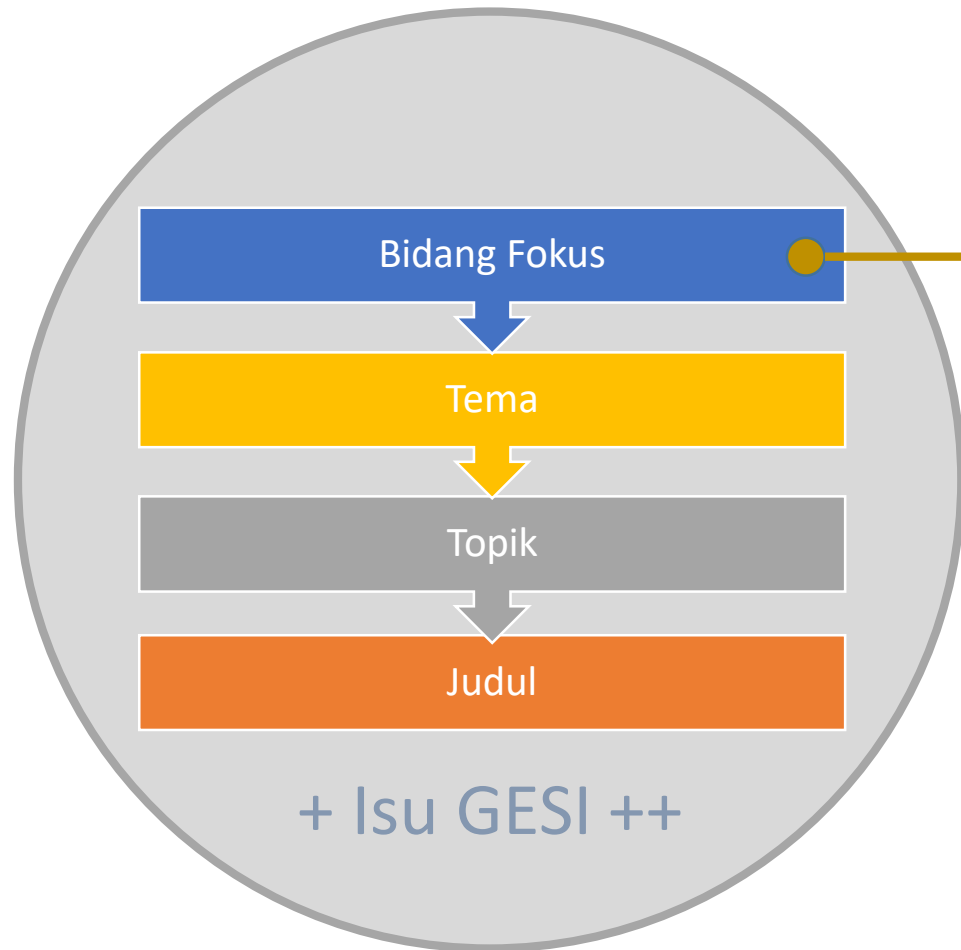 Bidang Fokus
Tema
Topik
Judul
+ Isu GESI ++